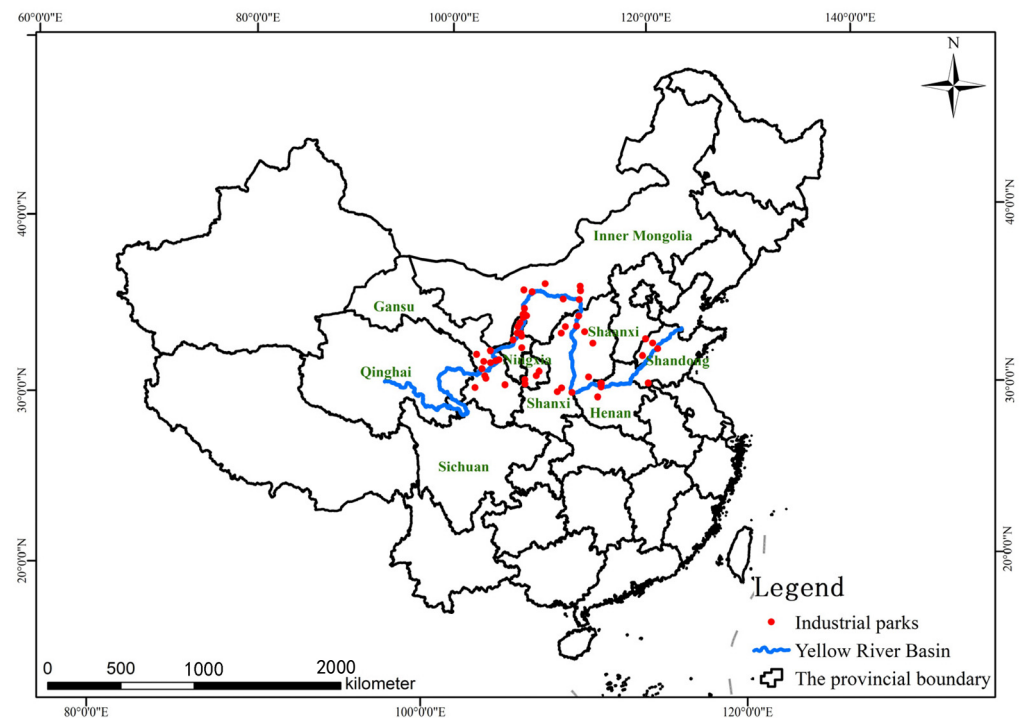 60°0'0"E 80°0'0"E 100°0'0"E 120°0'0"E 140°0'0"E
N
40°0'0"N
40°0'0"N
Inner Mongolia
Gansu
Shannxi
Ningxia
Shandong
Qinghai
30°0'0"N
30°0'0"N
Shanxi
Henan
Sichuan
20°0'0"N
20°0'0"N
Legend
Industrial parks
Yellow River Basin
The provincial boundary
0 500 1000 2000
kilometer
80°0'0"E 100°0'0"E 120°0'0"E